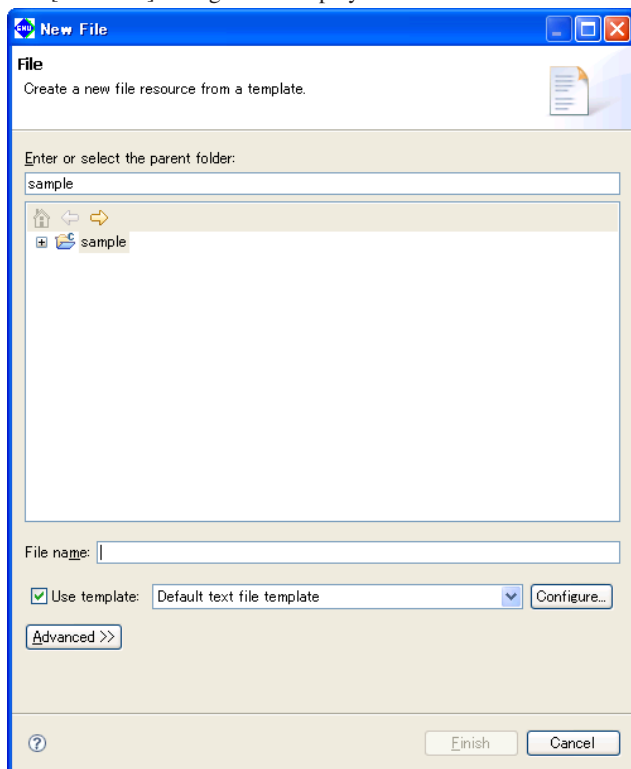 New File
File
Create a new file resource from a template.
Enter or select the parent folder:
sample
sample
File name:
Use template: Default text file template Configure...
Advanced >>
Finish Cancel